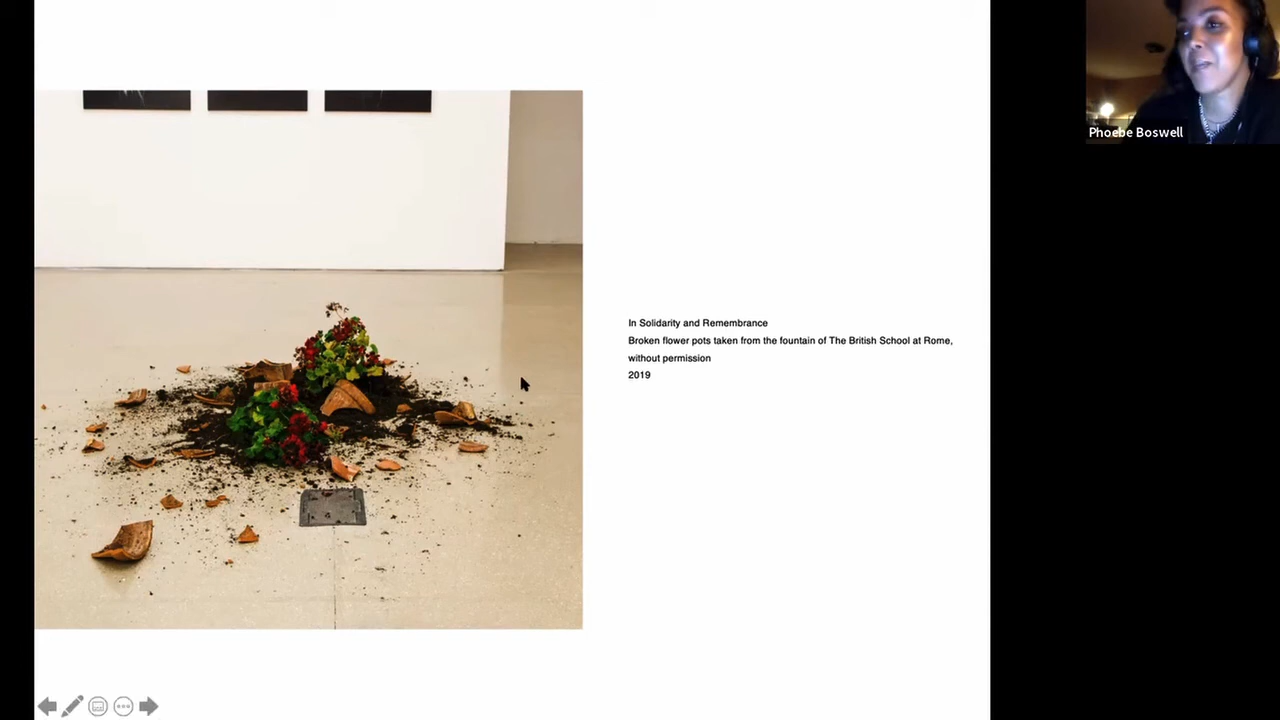 Phoebe Boswell
In Solidarity and Remembrance
Broken flower pots taken from the fountain of The British School at Rome,
without permission
2019